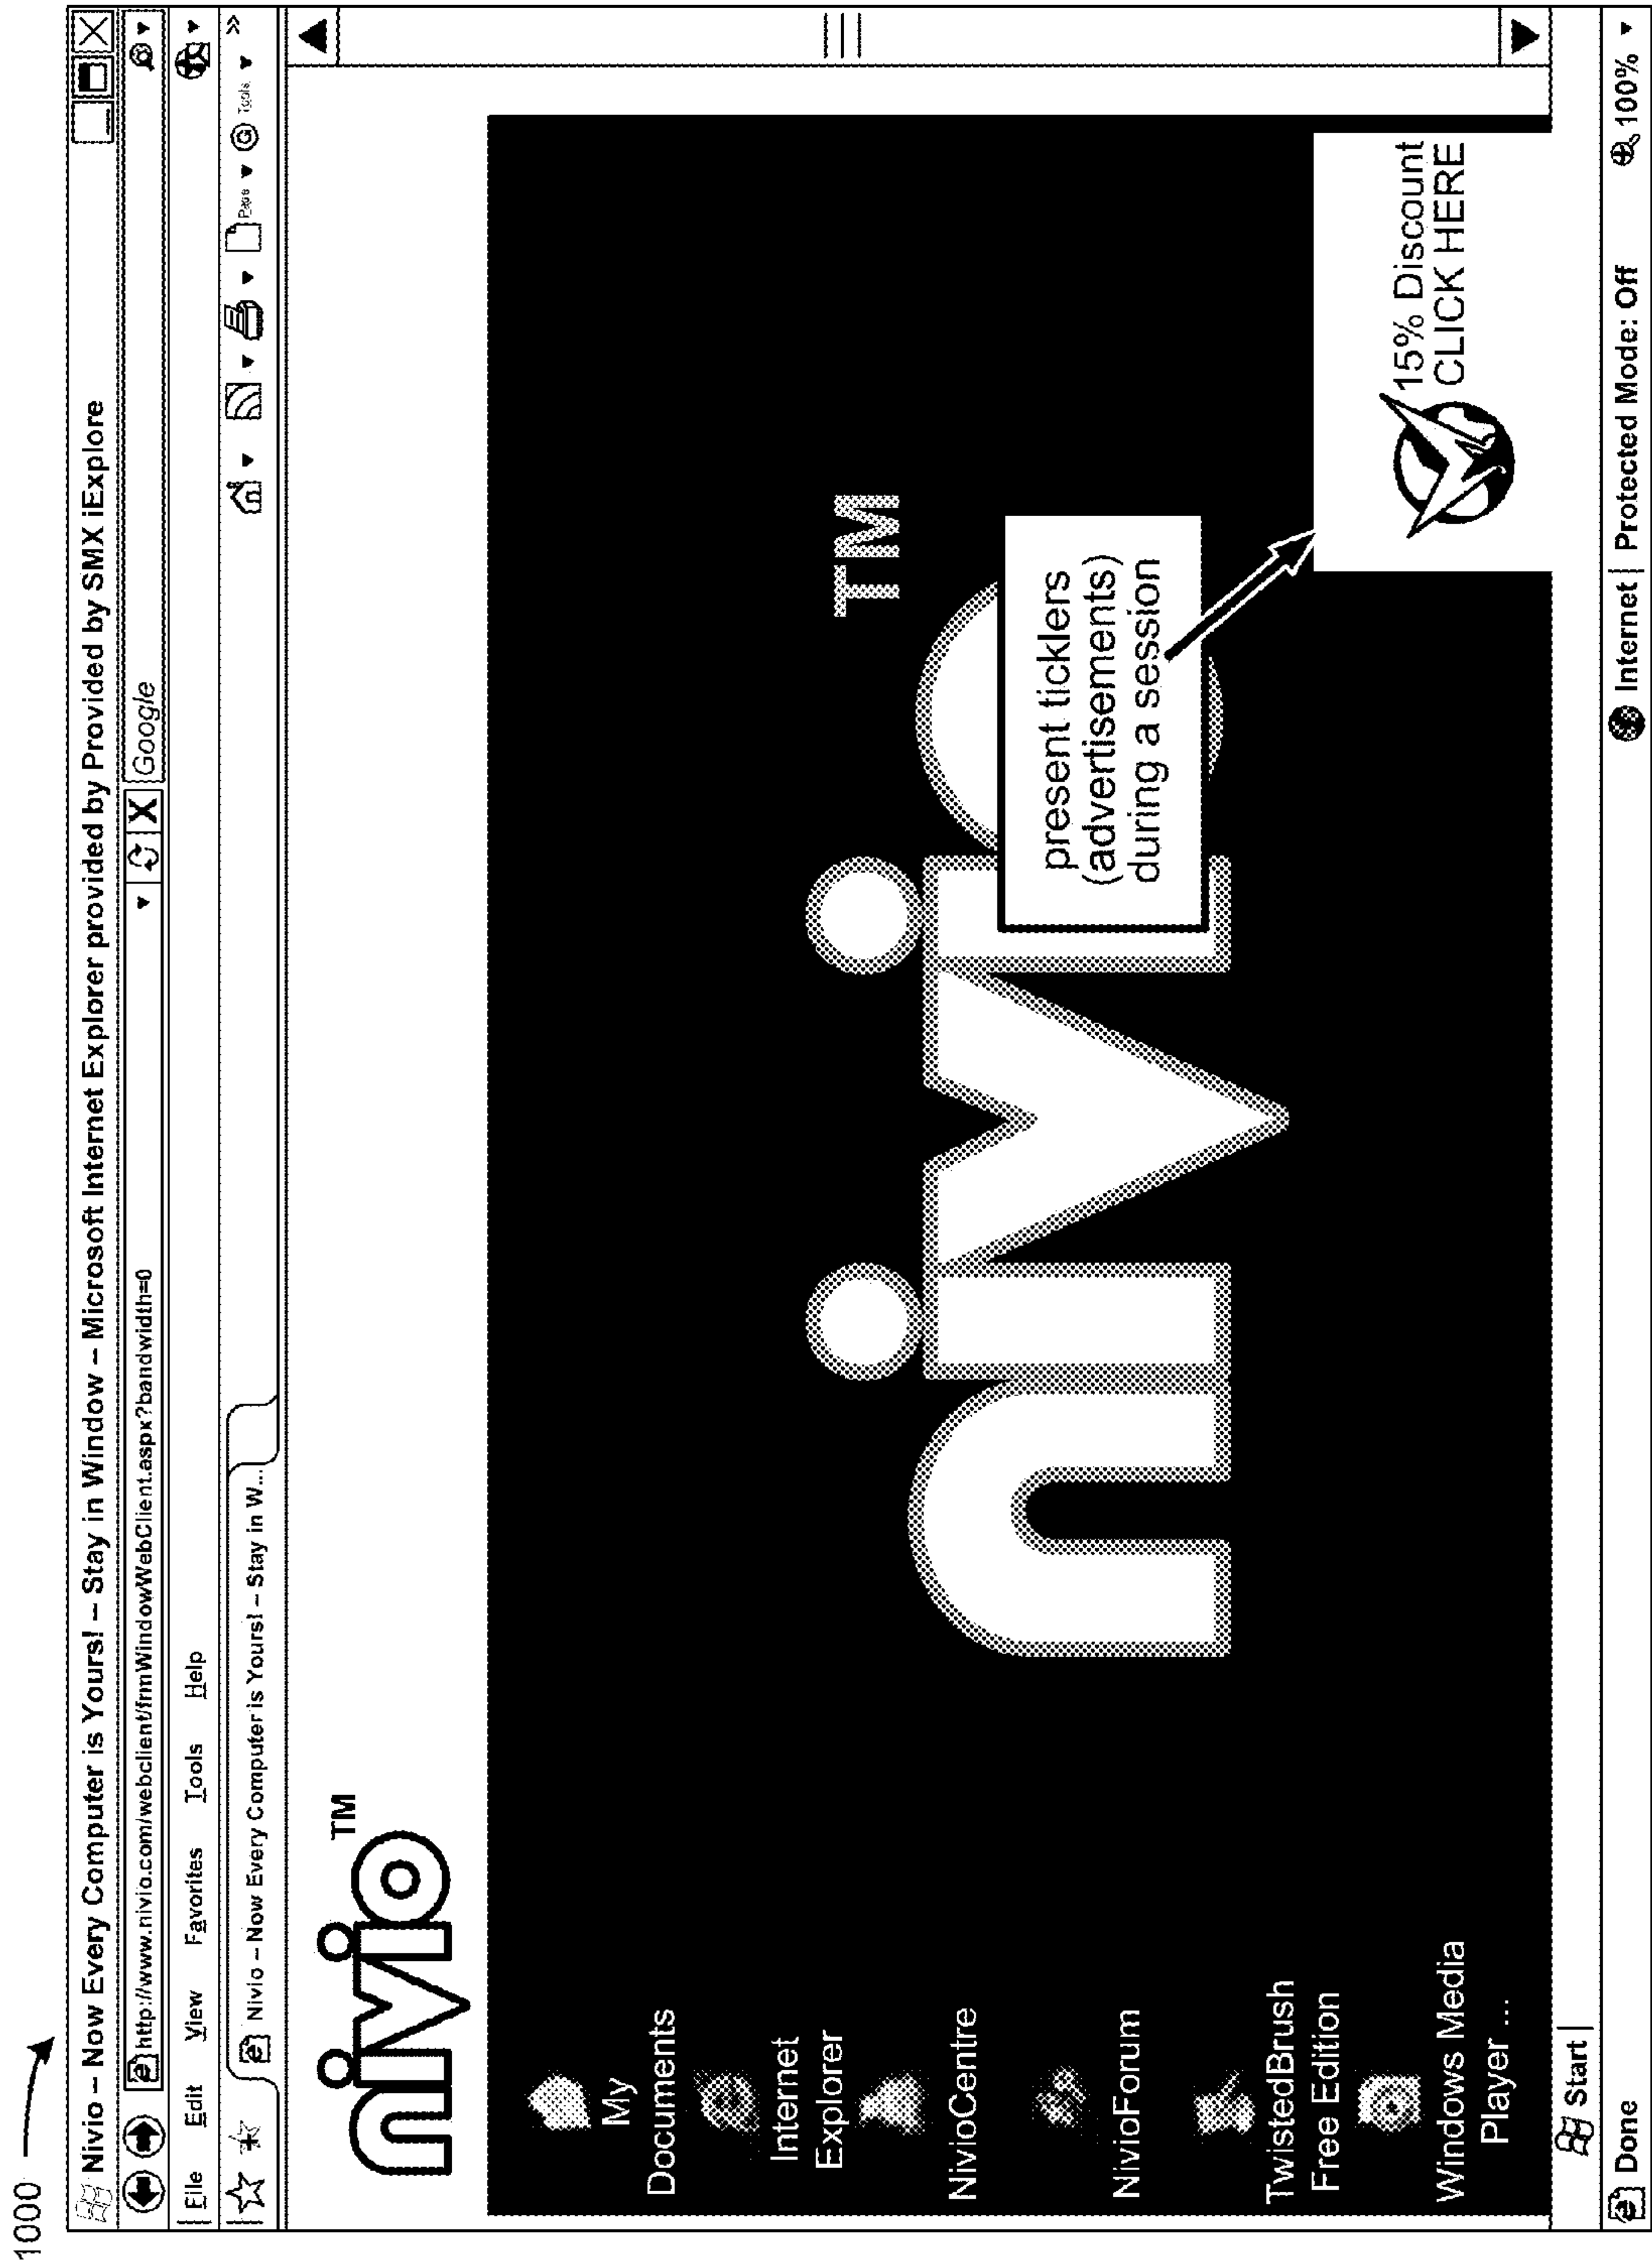 1000
Nivio – Now Every Computer is Yours! – Stay in Window – Microsoft Internet Explorer provided by Provided by SMX iExplore
http://www.nivio.com/webclient/frmWindowWebClient.aspx?bandwidth=0
Google
File Edit View Favorites Tools Help
Nivio – Now Every Computer is Yours! – Stay in W...
Page
Tools
»
nivio™
My
Documents
Internet
Explorer
NivioCentre
NivioForum
TwistedBrush
Free Edition
Windows Media
Player ...
TM
present ticklers
(advertisements)
during a session
15% Discount
CLICK HERE
Start
Done
Internet | Protected Mode: Off
100%